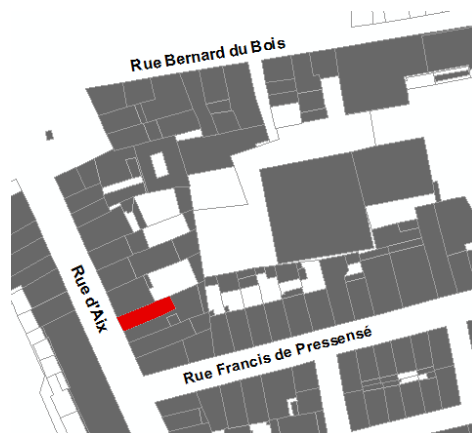 Rue Bernard du Bois
Rue d'Aix
Rue Francis de Pressensé